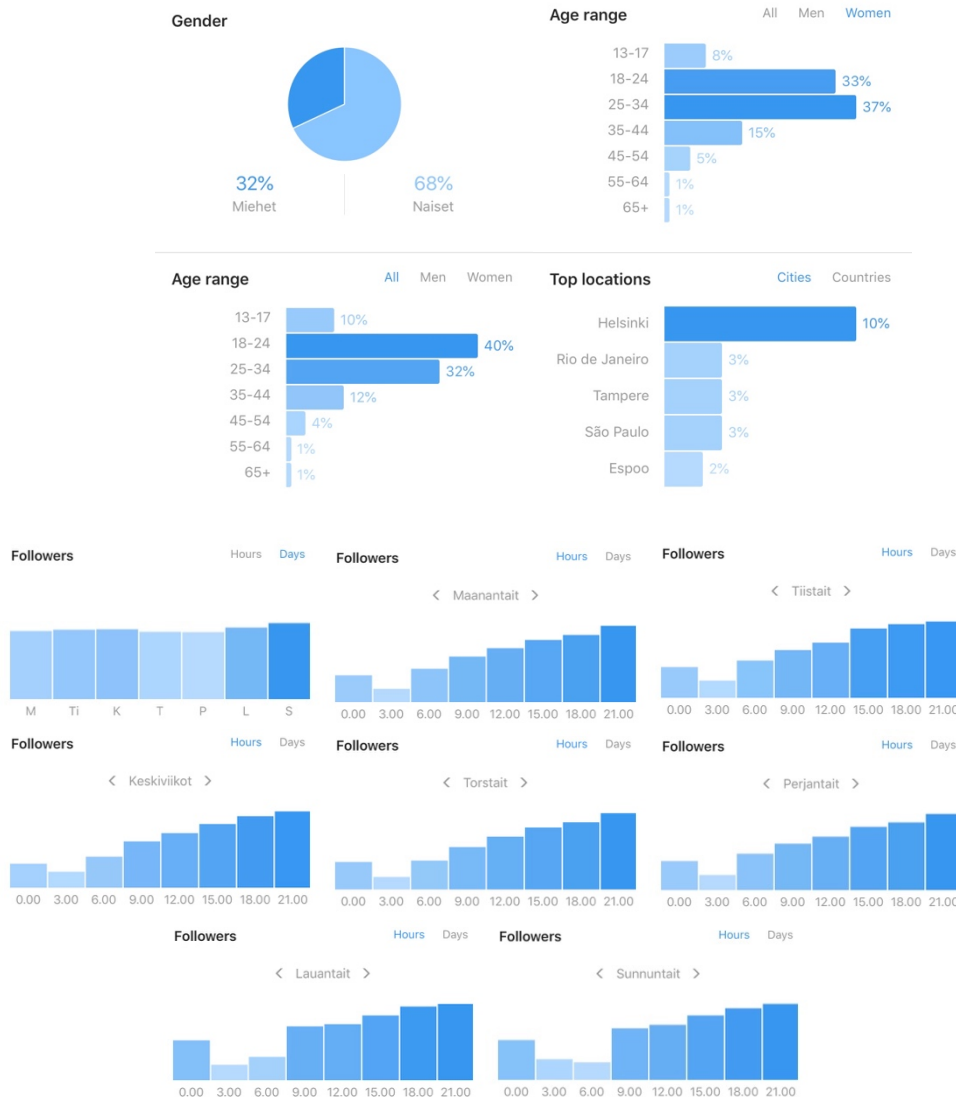 Gender
32%
Miehet
68%
Naiset
Age range All Men Women
13-17 8%
18-24 33%
25-34 37%
35-44 15%
45-54 5%
55-64 1%
65+ 1%
Age range All Men Women
13-17 10%
18-24 40%
25-34 32%
35-44 12%
45-54 4%
55-64 1%
65+ 1%
Top locations Cities Countries
Helsinki 10%
Rio de Janeiro 3%
Tampere 3%
São Paulo 3%
Espoo 2%
Followers Hours Days
M Ti K T P L S
Followers Hours Days
< Maanantait >
0.00 3.00 6.00 9.00 12.00 15.00 18.00 21.00
Followers Hours Days
< Tiistait >
0.00 3.00 6.00 9.00 12.00 15.00 18.00 21.00
Followers Hours Days
< Keskiviikot >
0.00 3.00 6.00 9.00 12.00 15.00 18.00 21.00
Followers Hours Days
< Torstait >
0.00 3.00 6.00 9.00 12.00 15.00 18.00 21.00
Followers Hours Days
< Perjantait >
0.00 3.00 6.00 9.00 12.00 15.00 18.00 21.00
Followers Hours Days
< Lauantait >
0.00 3.00 6.00 9.00 12.00 15.00 18.00 21.00
Followers Hours Days
< Sunnuntait >
0.00 3.00 6.00 9.00 12.00 15.00 18.00 21.00